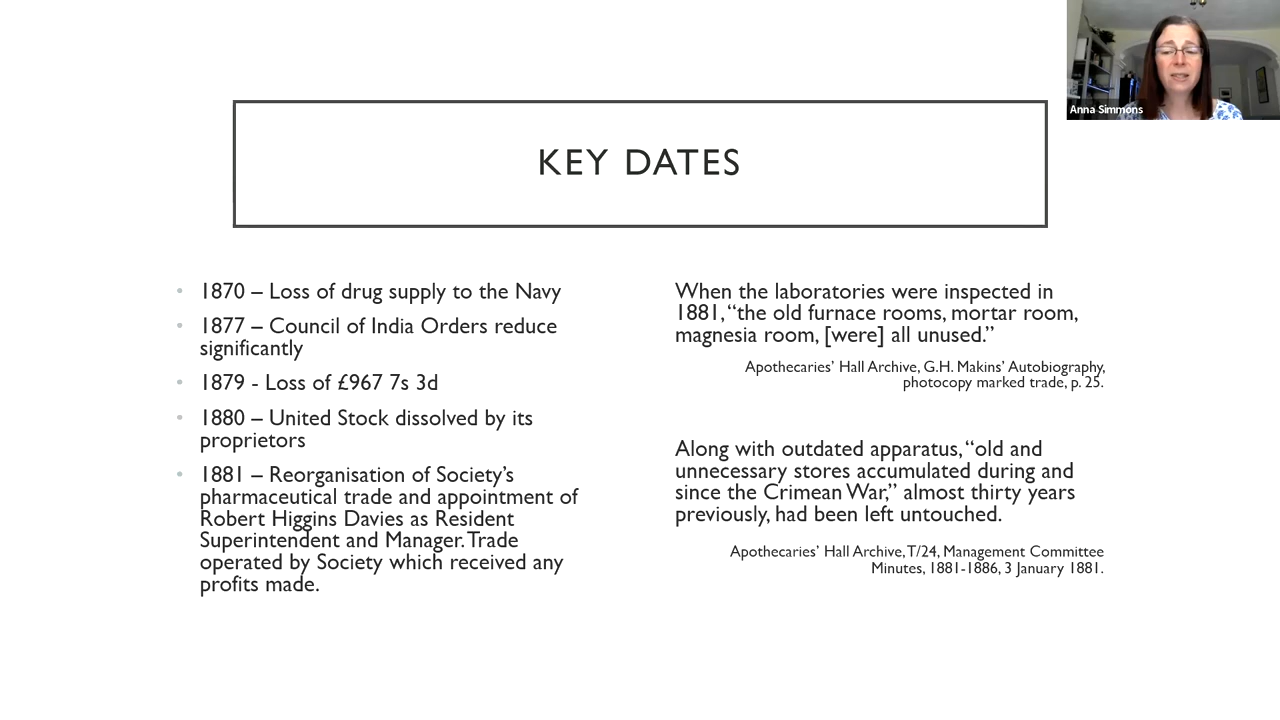 Anna Simmons
KEY DATES
1870 – Loss of drug supply to the Navy
1877 – Council of India Orders reduce
significantly
1879 - Loss of £967 7s 3d
1880 – United Stock dissolved by its
proprietors
1881 – Reorganisation of Society’s
pharmaceutical trade and appointment of
Robert Higgins Davies as Resident
Superintendent and Manager. Trade
operated by Society which received any
profits made.
When the laboratories were inspected in
1881, “the old furnace rooms, mortar room,
magnesia room, [were] all unused.”
Apothecaries’ Hall Archive, G.H. Makins’ Autobiography,
photocopy marked trade, p. 25.
Along with outdated apparatus, “old and
unnecessary stores accumulated during and
since the Crimean War,” almost thirty years
previously, had been left untouched.
Apothecaries’ Hall Archive, T/24, Management Committee
Minutes, 1881-1886, 3 January 1881.